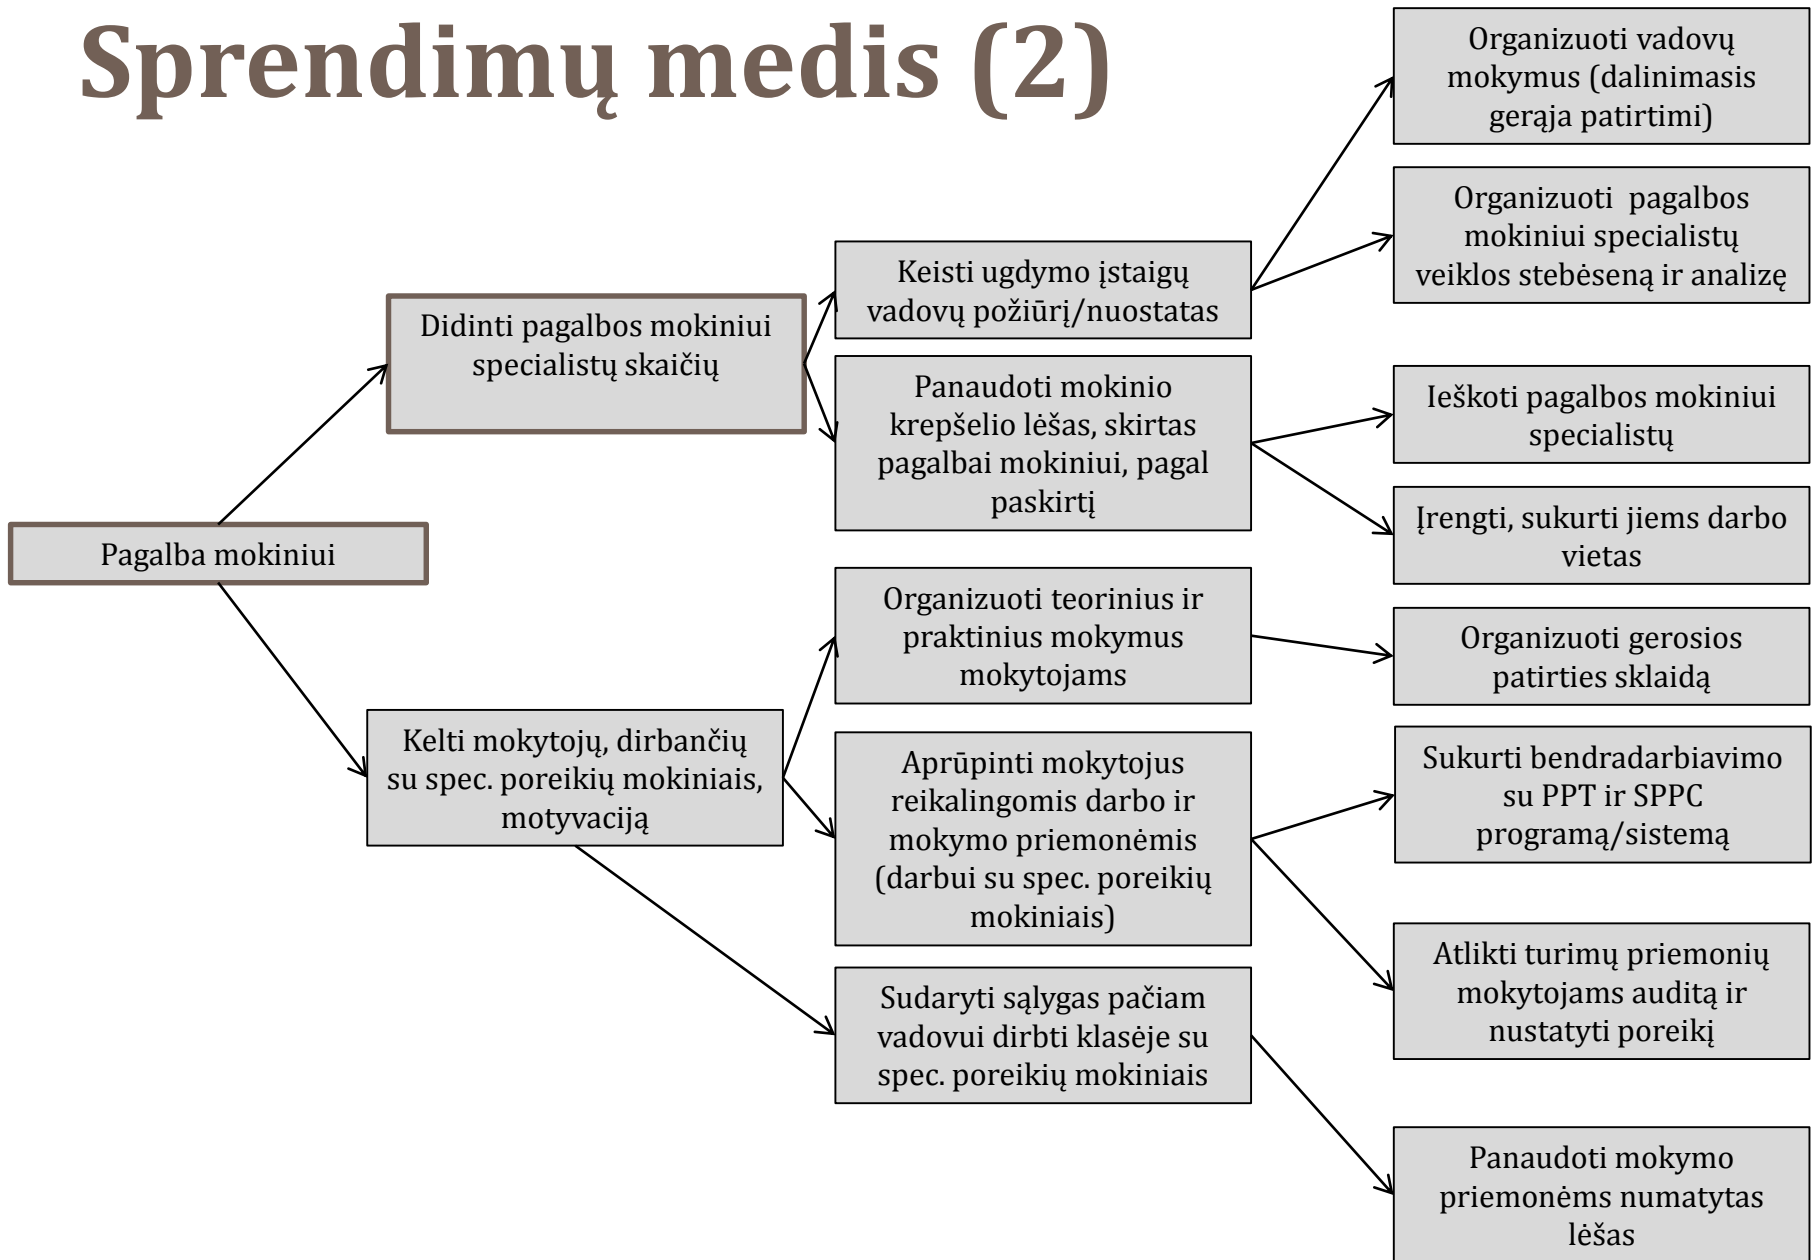 Sprendimų medis (2)
Pagalba mokiniui
Didinti pagalbos mokiniui
specialistų skaičių
Kelti mokytojų, dirbančių
su spec. poreikių mokiniais,
motyvaciją
Keisti ugdymo įstaigų
vadovų požiūrį/nuostatas
Panaudoti mokinio
krepšelio lėšas, skirtas
pagalbai mokiniui, pagal
paskirtį
Organizuoti teorinius ir
praktinius mokymus
mokytojams
Aprūpinti mokytojus
reikalingomis darbo ir
mokymo priemonėmis
(darbui su spec. poreikių
mokiniais)
Sudaryti sąlygas pačiam
vadovui dirbti klasėje su
spec. poreikių mokiniais
Organizuoti vadovų
mokymus (dalinimasis
gerąja patirtimi)
Organizuoti  pagalbos
mokiniui specialistų
veiklos stebėseną ir analizę
Ieškoti pagalbos mokiniui
specialistų
Įrengti, sukurti jiems darbo
vietas
Organizuoti gerosios
patirties sklaidą
Sukurti bendradarbiavimo
su PPT ir SPPC
programą/sistemą
Atlikti turimų priemonių
mokytojams auditą ir
nustatyti poreikį
Panaudoti mokymo
priemonėms numatytas
lėšas